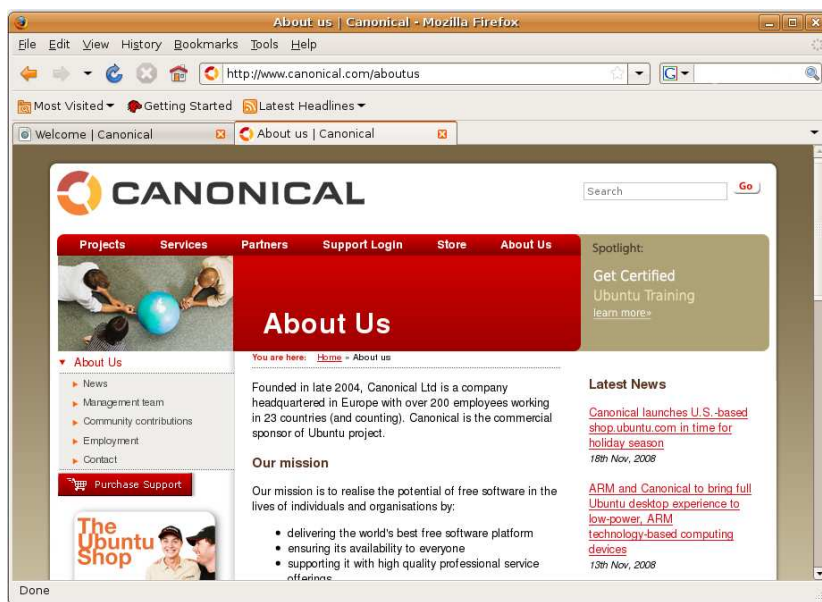 About us | Canonical - Mozilla Firefox
File Edit View History Bookmarks Tools Help
http://www.canonical.com/aboutus
G
Most Visited Getting Started Latest Headlines
Welcome | Canonical About us | Canonical
CANONICAL
Search Go
Projects Services Partners Support Login Store About Us
About Us
Spotlight:
Get Certified
Ubuntu Training
learn more»
About Us
News
Management team
Community contributions
Employment
Contact
Purchase Support
The
Ubuntu
Shop
You are here: Home » About us
Founded in late 2004, Canonical Ltd is a company
headquartered in Europe with over 200 employees working
in 23 countries (and counting). Canonical is the commercial
sponsor of Ubuntu project.
Our mission
Our mission is to realise the potential of free software in the
lives of individuals and organisations by:
• delivering the world's best free software platform
• ensuring its availability to everyone
• supporting it with high quality professional service
offerings
Latest News
Canonical launches U.S.-based
shop.ubuntu.com in time for
holiday season
18th Nov, 2008
ARM and Canonical to bring full
Ubuntu desktop experience to
low-power, ARM
technology-based computing
devices
13th Nov, 2008
Done